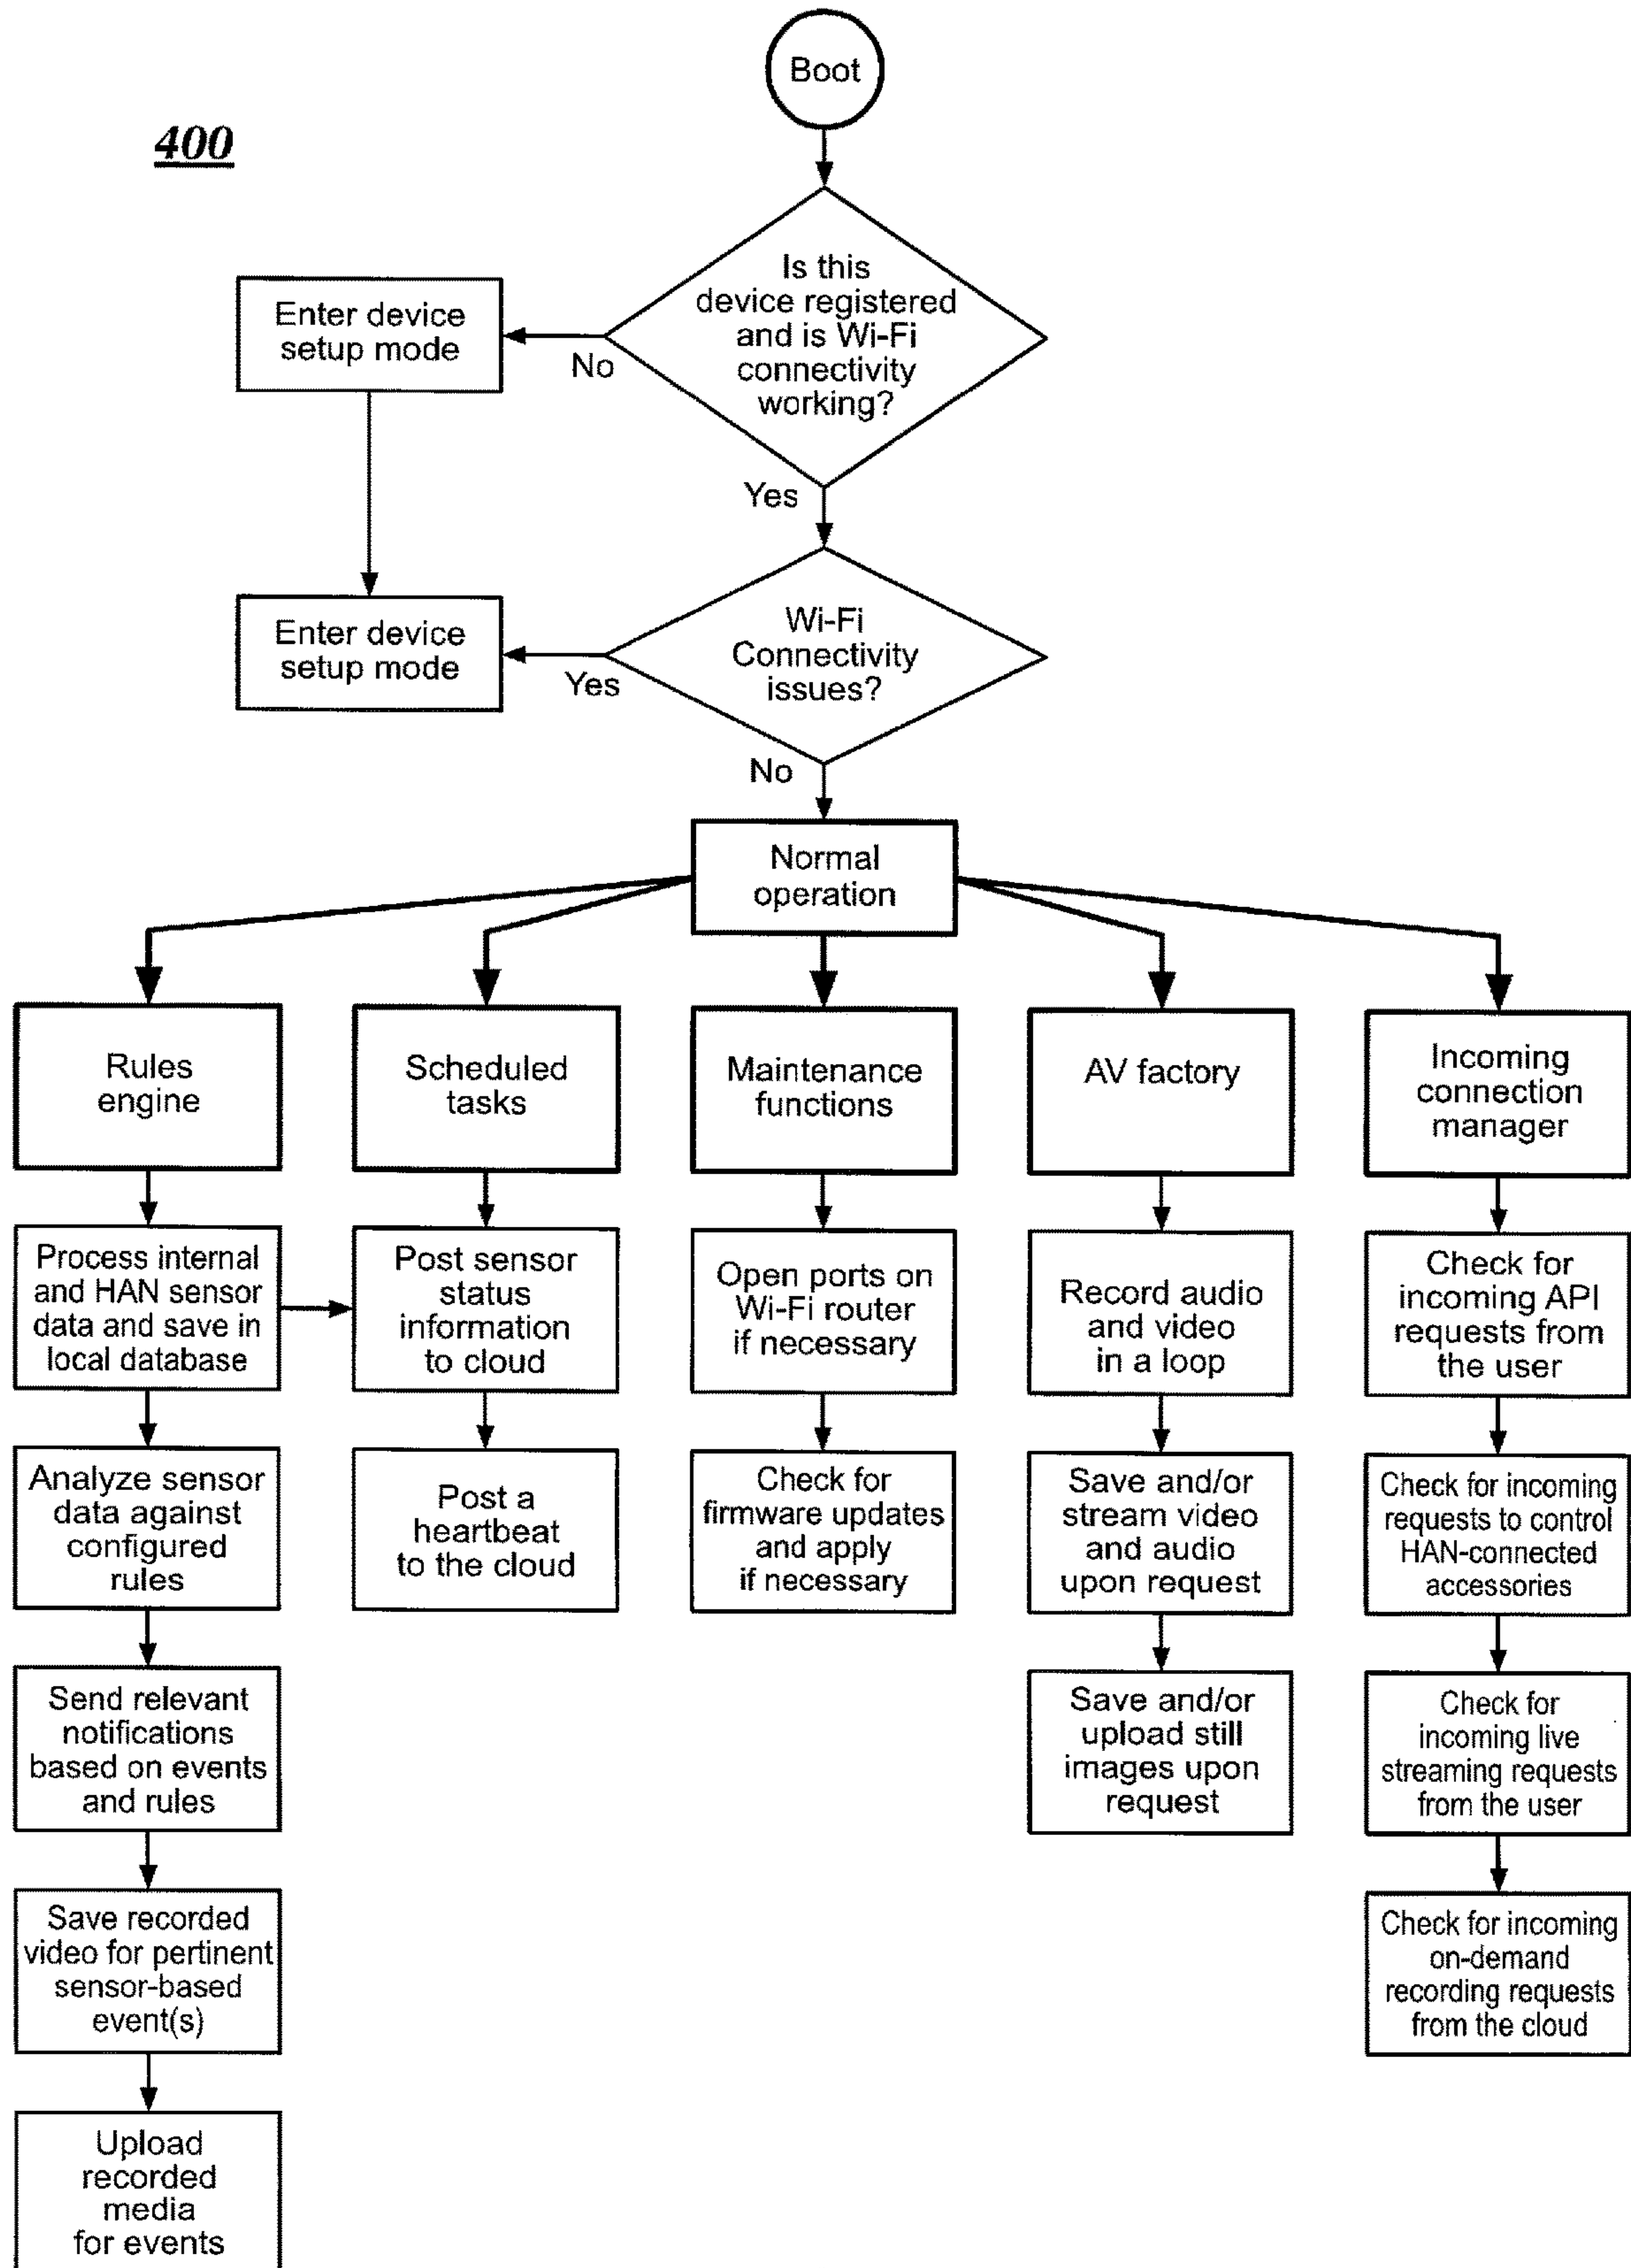 Boot
400
Is this
device registered
and is Wi-Fi
connectivity
working?
No
Enter device
setup mode
Yes
Wi-Fi
Connectivity
issues?
Yes
Enter device
setup mode
No
Normal
operation
Rules
engine
Process internal
and HAN sensor
data and save in
local database
Analyze sensor
data against
configured
rules
Send relevant
notifications
based on events
and rules
Save recorded
video for pertinent
sensor-based
event(s)
Upload
recorded
media
for events
Scheduled
tasks
Post sensor
status
information
to cloud
Post a
heartbeat
to the cloud
Maintenance
functions
Open ports on
Wi-Fi router
if necessary
Check for
firmware updates
and apply
if necessary
AV factory
Record audio
and video
in a loop
Save and/or
stream video
and audio
upon request
Save and/or
upload still
images upon
request
Incoming
connection
manager
Check for
incoming API
requests from
the user
Check for incoming
requests to control
HAN-connected
accessories
Check for
incoming live
streaming requests
from the user
Check for incoming
on-demand
recording requests
from the cloud